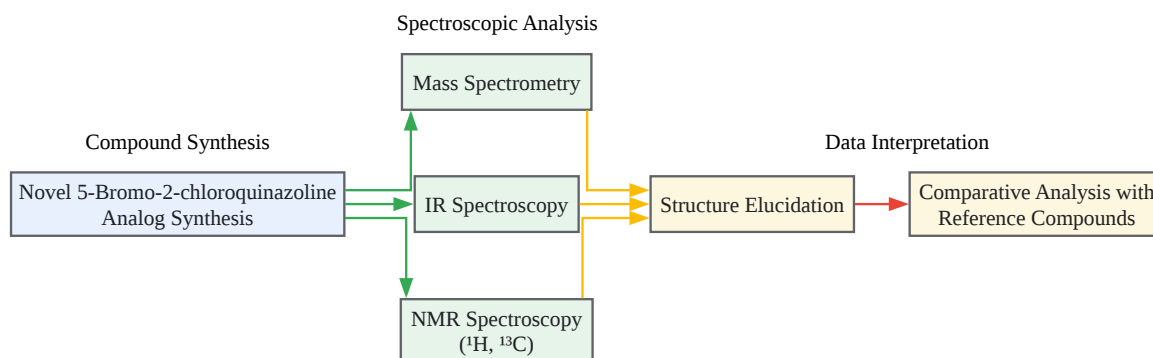 Spectroscopic Analysis
Mass Spectrometry
Compound Synthesis
Data Interpretation
Novel 5-Bromo-2-chloroquinazoline
Analog Synthesis
IR Spectroscopy
Structure Elucidation
Comparative Analysis with
Reference Compounds
NMR Spectroscopy
(¹H, ¹³C)